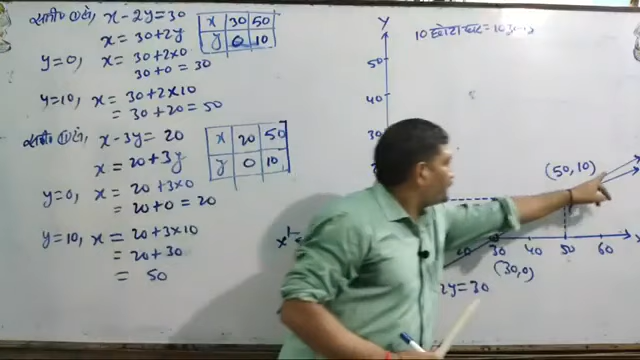 x - 2y = 30
x = 30 + 2y
y = 0, x = 30 + 2×0
30 + 0 = 30
y = 10, x = 30 + 2×10
= 30 + 20 = 50
x 30 50
y 0 10
x - 3y = 20
x = 20 + 3y
y = 0, x = 20 + 3×0
= 20 + 0 = 20
y = 10, x = 20 + 3×10
= 20 + 30
= 50
x 20 50
y 0 10
Y
10
50
40
30
(50, 10)
x'
30 40 50 60
(30,0)
2y = 30